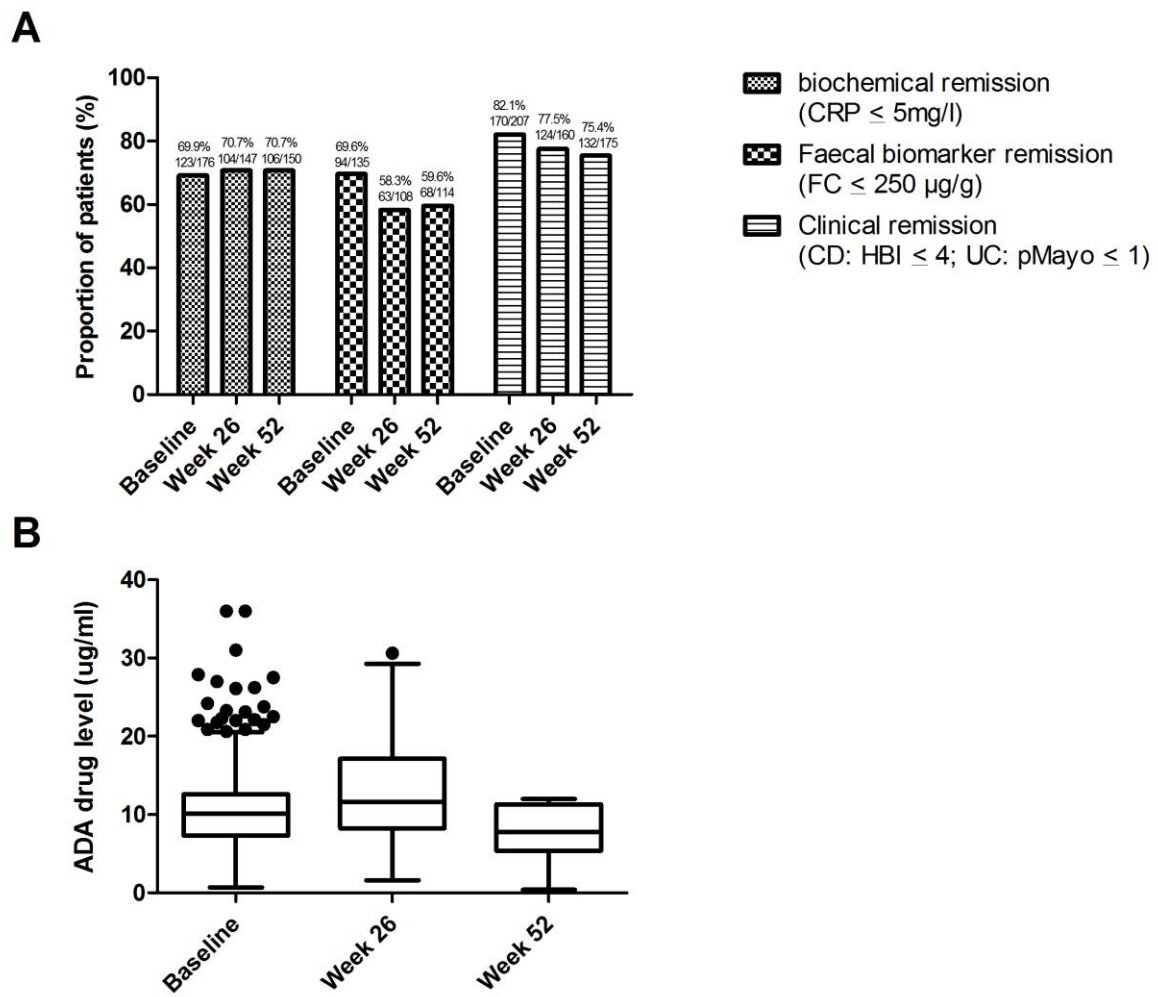 A
Proportion of patients (%)
100
80
60
40
20
0
69.9%
123/176
70.7%
104/147
70.7%
106/150
69.6%
94/135
58.3%
63/108
59.6%
68/114
82.1%
170/207
77.5%
124/160
75.4%
132/175
Baseline
Week 26
Week 52
Baseline
Week 26
Week 52
Baseline
Week 26
Week 52
biochemical remission
(CRP ≤ 5mg/l)
Faecal biomarker remission
(FC ≤ 250 µg/g)
Clinical remission
(CD: HBI ≤ 4; UC: pMayo ≤ 1)
B
ADA drug level (ug/ml)
40
30
20
10
0
Baseline
Week 26
Week 52